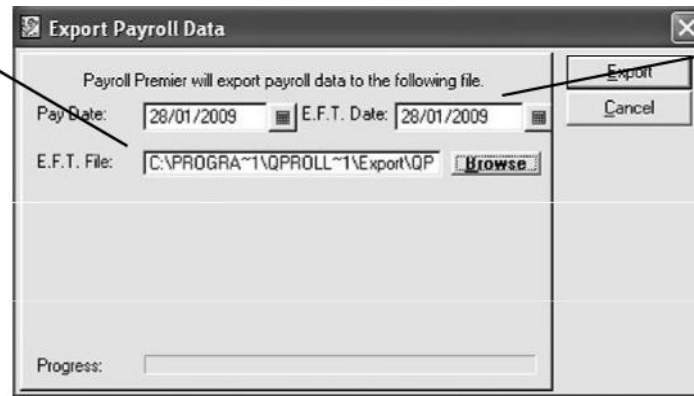 Export Payroll Data
Payroll Premier will export payroll data to the following file.
Export
Pay Date: 28/01/2009 E.F.T. Date: 28/01/2009
Cancel
E.F.T. File: C:\PROGRA~1\QPROLL~1\Export\QP Browse
Progress: